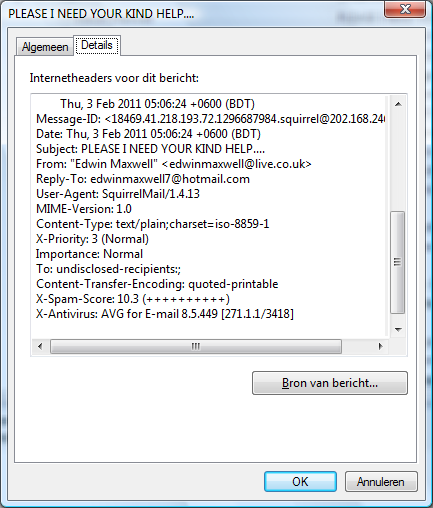 PLEASE I NEED YOUR KIND HELP....
Algemeen Details
Internetheaders voor dit bericht:
Thu, 3 Feb 2011 05:06:24 +0600 (BDT)
Message-ID: <18469.41.218.193.72.1296687984.squirrel@202.168.24
Date: Thu, 3 Feb 2011 05:06:24 +0600 (BDT)
Subject: PLEASE I NEED YOUR KIND HELP....
From: "Edwin Maxwell" <edwinmaxwell@live.co.uk>
Reply-To: edwinmaxwell7@hotmail.com
User-Agent: SquirrelMail/1.4.13
MIME-Version: 1.0
Content-Type: text/plain;charset=iso-8859-1
X-Priority: 3 (Normal)
Importance: Normal
To: undisclosed-recipients:;
Content-Transfer-Encoding: quoted-printable
X-Spam-Score: 10.3 (++++++++++)
X-Antivirus: AVG for E-mail 8.5.449 [271.1.1/3418]
Bron van bericht...
OK Annuleren